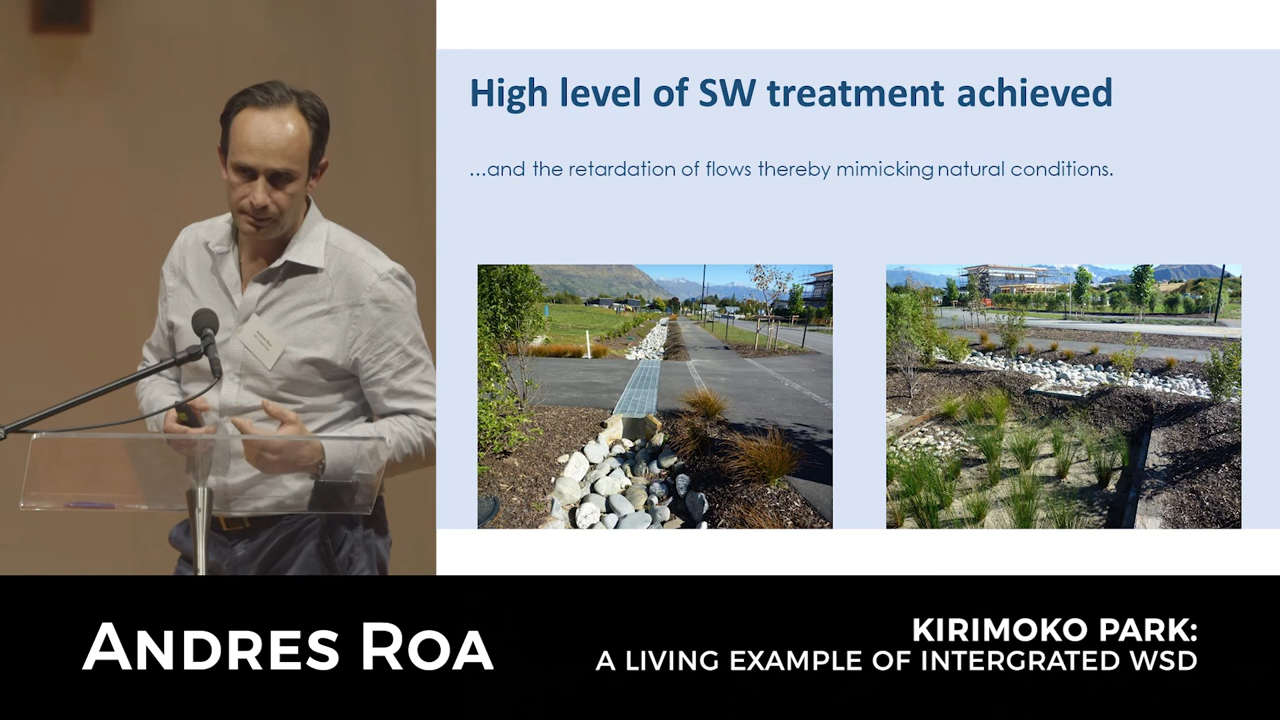 High level of SW treatment achieved
...and the retardation of flows thereby mimicking natural conditions.
ANDRES ROA
KIRIMOKO PARK:
A LIVING EXAMPLE OF INTERGRATED WSD